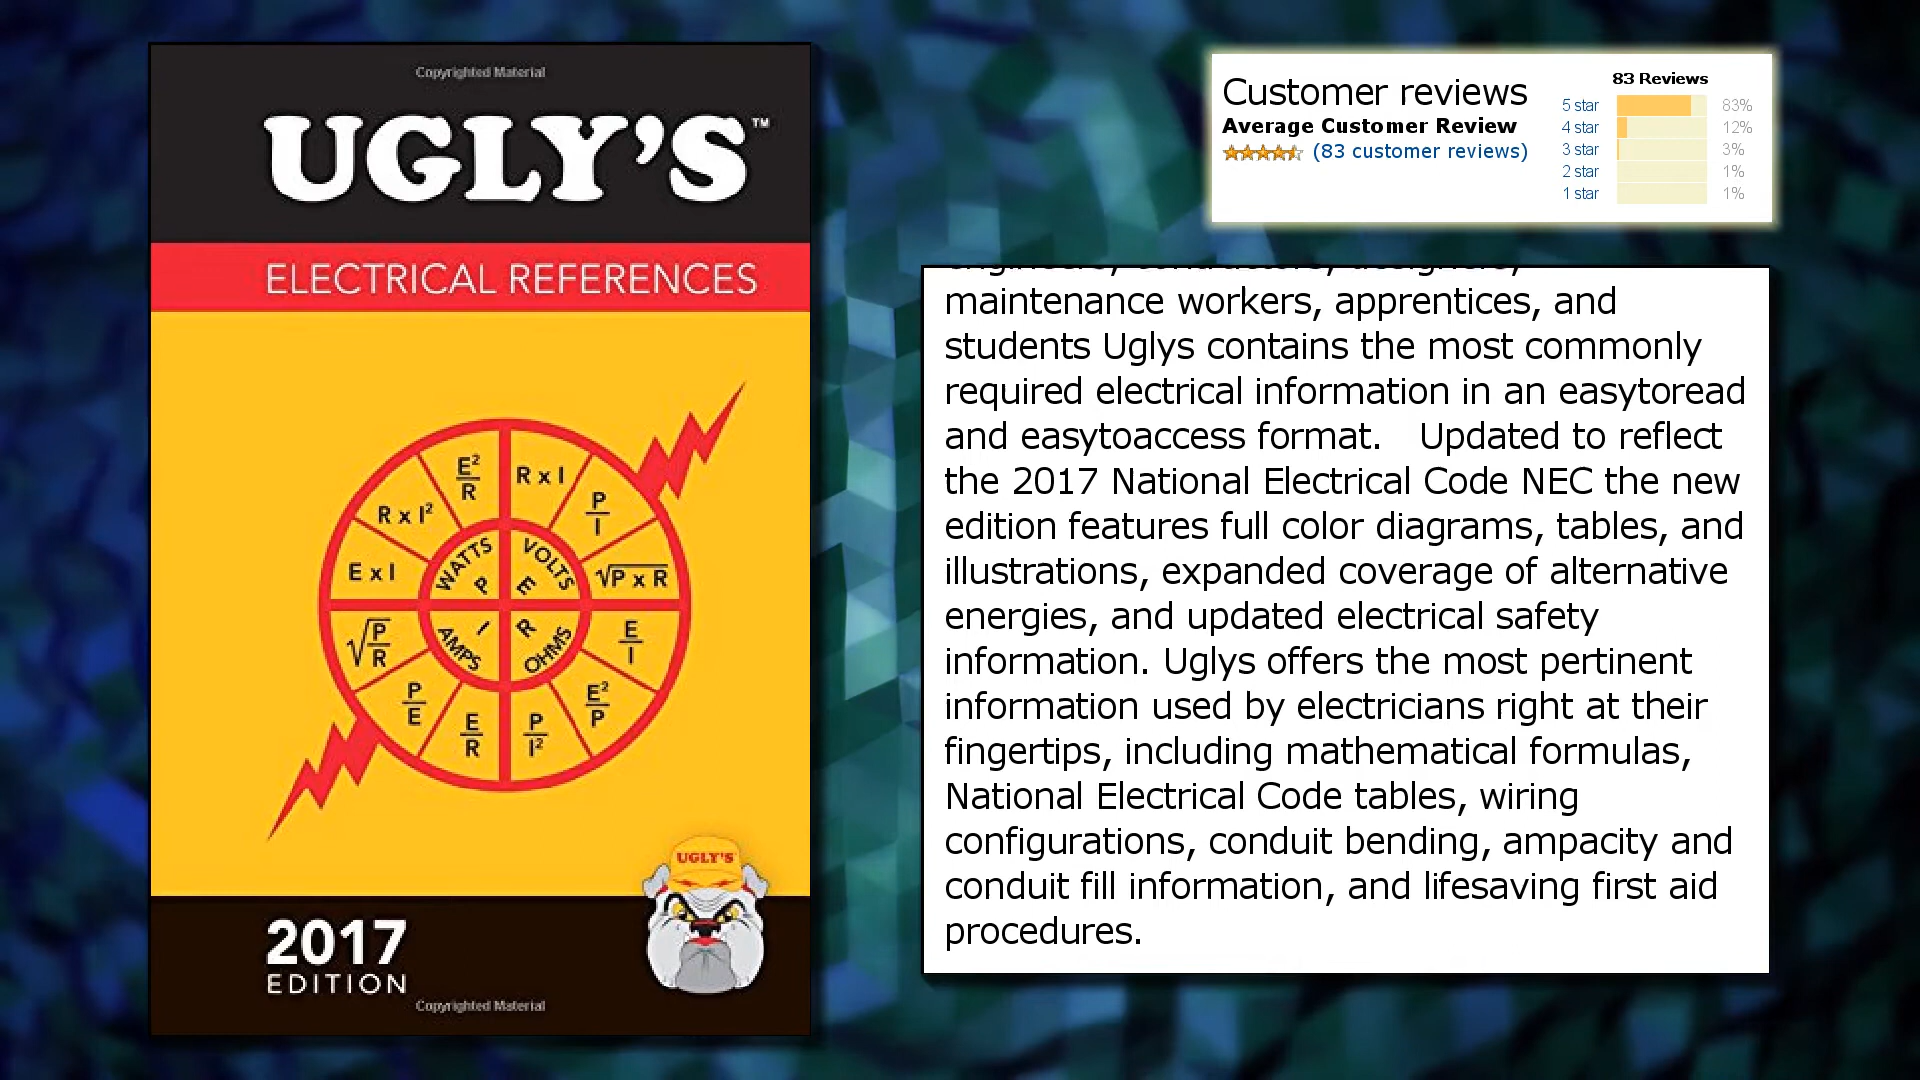 Copyrighted Material
UGLY'S™
ELECTRICAL REFERENCES
E²/R
R x I
R x I²
P/I
E x I
√P x R
WATTS
VOLTS
P
E
I
R
AMPS
OHMS
√P/R
E/I
P/E
E²/P
E/R
P/I²
UGLY'S
2017
EDITION
Copyrighted Material
Customer reviews
Average Customer Review
(83 customer reviews)
83 Reviews
5 star 83%
4 star 12%
3 star 3%
2 star 1%
1 star 1%
engineers, contractors, designers,
maintenance workers, apprentices, and
students Uglys contains the most commonly
required electrical information in an easytoread
and easytoaccess format.   Updated to reflect
the 2017 National Electrical Code NEC the new
edition features full color diagrams, tables, and
illustrations, expanded coverage of alternative
energies, and updated electrical safety
information. Uglys offers the most pertinent
information used by electricians right at their
fingertips, including mathematical formulas,
National Electrical Code tables, wiring
configurations, conduit bending, ampacity and
conduit fill information, and lifesaving first aid
procedures.